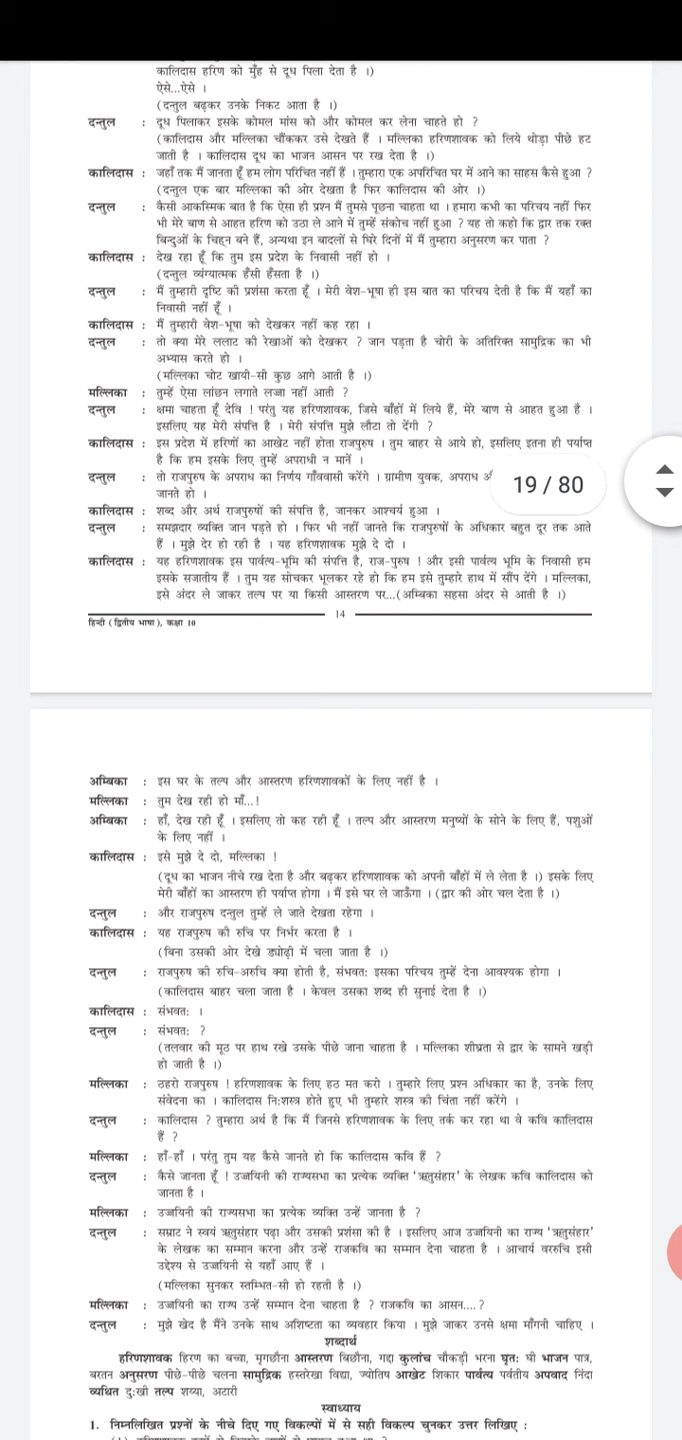 कालिदास हरिण को मुँह से दूध पिला देता है ।)
ऐसे...ऐसे ।
(दन्तुल बढ़कर उनके निकट आता है ।)
दन्तुल : दूध पिलाकर इसके कोमल मांस को और कोमल कर लेना चाहते हो ?
(कालिदास और मल्लिका चौंककर उसे देखते हैं । मल्लिका हरिणशावक को लिये थोड़ा पीछे हट
जाती है । कालिदास दूध का भाजन आसन पर रख देता है ।)
कालिदास : जहाँ तक मैं जानता हूँ हम लोग परिचित नहीं हैं । तुम्हारा एक अपरिचित घर में आने का साहस कैसे हुआ ?
(दन्तुल एक बार मल्लिका की ओर देखता है फिर कालिदास की ओर ।)
दन्तुल : कैसी आकस्मिक बात है कि ऐसा ही प्रश्न मैं तुमसे पूछना चाहता था । हमारा कभी का परिचय नहीं फिर
भी मेरे बाण से आहत हरिण को उठा ले आने में तुम्हें संकोच नहीं हुआ ? यह तो कहो कि द्वार तक रक्त
बिन्दुओं के चिह्न बने हैं, अन्यथा इन बादलों से घिरे दिनों में मैं तुम्हारा अनुसरण कर पाता ?
कालिदास : देख रहा हूँ कि तुम इस प्रदेश के निवासी नहीं हो ।
(दन्तुल व्यंग्यात्मक हँसी हँसता है ।)
दन्तुल : मैं तुम्हारी दृष्टि की प्रशंसा करता हूँ । मेरी वेश-भूषा ही इस बात का परिचय देती है कि मैं यहाँ का
निवासी नहीं हूँ ।
कालिदास : मैं तुम्हारी वेश-भूषा को देखकर नहीं कह रहा ।
दन्तुल : तो क्या मेरे ललाट की रेखाओं को देखकर ? जान पड़ता है चोरी के अतिरिक्त सामुद्रिक का भी
अभ्यास करते हो ।
(मल्लिका चोट खायी-सी कुछ आगे आती है ।)
मल्लिका : तुम्हें ऐसा लांछन लगाते लज्जा नहीं आती ?
दन्तुल : क्षमा चाहता हूँ देवि ! परंतु यह हरिणशावक, जिसे बाँहों में लिये हैं, मेरे बाण से आहत हुआ है ।
इसलिए यह मेरी संपत्ति है । मेरी संपत्ति मुझे लौटा तो देंगी ?
कालिदास : इस प्रदेश में हरिणों का आखेट नहीं होता राजपुरुष । तुम बाहर से आये हो, इसलिए इतना ही पर्याप्त
है कि हम इसके लिए तुम्हें अपराधी न मानें ।
दन्तुल : तो राजपुरुष के अपराध का निर्णय गाँववासी करेंगे । ग्रामीण युवक, अपराध
जानते हो ।
19 / 80
कालिदास : शब्द और अर्थ राजपुरुषों की संपत्ति है, जानकर आश्चर्य हुआ ।
दन्तुल : समझदार व्यक्ति जान पड़ते हो । फिर भी नहीं जानते कि राजपुरुषों के अधिकार बहुत दूर तक आते
हैं । मुझे देर हो रही है । यह हरिणशावक मुझे दे दो ।
कालिदास : यह हरिणशावक इस पार्वत्य-भूमि की संपत्ति है, राज-पुरुष ! और इसी पार्वत्य भूमि के निवासी हम
इसके सजातीय हैं । तुम यह सोचकर भूलकर रहे हो कि हम इसे तुम्हारे हाथ में सौंप देंगे । मल्लिका,
इसे अंदर ले जाकर तल्प पर या किसी आस्तरण पर...(अम्बिका सहसा अंदर से आती है ।)
14
हिन्दी (द्वितीय भाषा), कक्षा 10
अम्बिका : इस घर के तल्प और आस्तरण हरिणशावकों के लिए नहीं है ।
मल्लिका : तुम देख रही हो माँ...!
अम्बिका : हाँ, देख रही हूँ । इसलिए तो कह रही हूँ । तल्प और आस्तरण मनुष्यों के सोने के लिए हैं, पशुओं
के लिए नहीं ।
कालिदास : इसे मुझे दे दो, मल्लिका !
(दूध का भाजन नीचे रख देता है और बढ़कर हरिणशावक को अपनी बाँहों में ले लेता है ।) इसके लिए
मेरी बाँहों का आस्तरण ही पर्याप्त होगा । मैं इसे घर ले जाऊँगा । (द्वार की ओर चल देता है ।)
दन्तुल : और राजपुरुष दन्तुल तुम्हें ले जाते देखता रहेगा ।
कालिदास : यह राजपुरुष की रुचि पर निर्भर करता है ।
(बिना उसकी ओर देखे ड्योढ़ी में चला जाता है ।)
दन्तुल : राजपुरुष की रुचि-अरुचि क्या होती है, संभवत: इसका परिचय तुम्हें देना आवश्यक होगा ।
(कालिदास बाहर चला जाता है । केवल उसका शब्द ही सुनाई देता है ।)
कालिदास : संभवत: ।
दन्तुल : संभवत: ?
(तलवार की मूठ पर हाथ रखे उसके पीछे जाना चाहता है । मल्लिका शीघ्रता से द्वार के सामने खड़ी
हो जाती है ।)
मल्लिका : ठहरो राजपुरुष ! हरिणशावक के लिए हठ मत करो । तुम्हारे लिए प्रश्न अधिकार का है, उनके लिए
संवेदना का । कालिदास नि:शस्त्र होते हुए भी तुम्हारे शस्त्र की चिंता नहीं करेंगे ।
दन्तुल : कालिदास ? तुम्हारा अर्थ है कि मैं जिनसे हरिणशावक के लिए तर्क कर रहा था वे कवि कालिदास
हैं ?
मल्लिका : हाँ-हाँ । परंतु तुम यह कैसे जानते हो कि कालिदास कवि हैं ?
दन्तुल : कैसे जानता हूँ ! उज्जयिनी की राज्यसभा का प्रत्येक व्यक्ति 'ऋतुसंहार' के लेखक कवि कालिदास को
जानता है ।
मल्लिका : उज्जयिनी की राज्यसभा का प्रत्येक व्यक्ति उन्हें जानता है ?
दन्तुल : सम्राट ने स्वयं ऋतुसंहार पढ़ा और उसकी प्रशंसा की है । इसलिए आज उज्जयिनी का राज्य 'ऋतुसंहार'
के लेखक का सम्मान करना और उन्हें राजकवि का सम्मान देना चाहता है । आचार्य वररुचि इसी
उद्देश्य से उज्जयिनी से यहाँ आए हैं ।
(मल्लिका सुनकर स्तम्भित-सी हो रहती है ।)
मल्लिका : उज्जयिनी का राज्य उन्हें सम्मान देना चाहता है ? राजकवि का आसन....?
दन्तुल : मुझे खेद है मैंने उनके साथ अशिष्टता का व्यवहार किया । मुझे जाकर उनसे क्षमा माँगनी चाहिए ।
शब्दार्थ
हरिणशावक हिरण का बच्चा, मृगछौना आस्तरण बिछौना, गद्दा कुलांच चौकड़ी भरना घृत: घी भाजन पात्र,
बरतन अनुसरण पीछे-पीछे चलना सामुद्रिक हस्तरेखा विद्या, ज्योतिष आखेट शिकार पार्वत्य पर्वतीय अपवाद निंदा
व्यथित दु:खी तल्प शय्या, अटारी
स्वाध्याय
1. निम्नलिखित प्रश्नों के नीचे दिए गए विकल्पों में से सही विकल्प चुनकर उत्तर लिखिए :